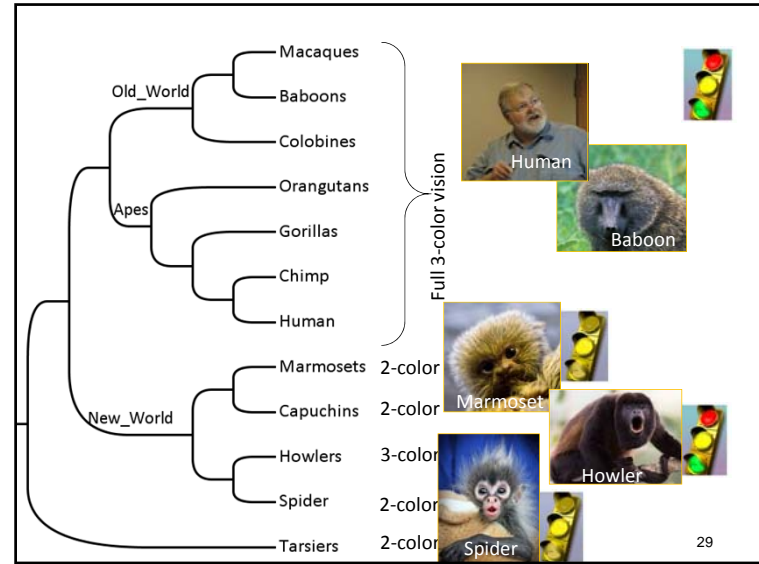 Macaques
Old_World
Baboons
Colobines
Orangutans
Apes
Gorillas
Chimp
Human
Full 3-color vision
Human
Baboon
Marmosets 2-color
Capuchins 2-color
New_World
Howlers 3-color
Spider 2-color
Tarsiers 2-color
Marmoset
Howler
Spider
29